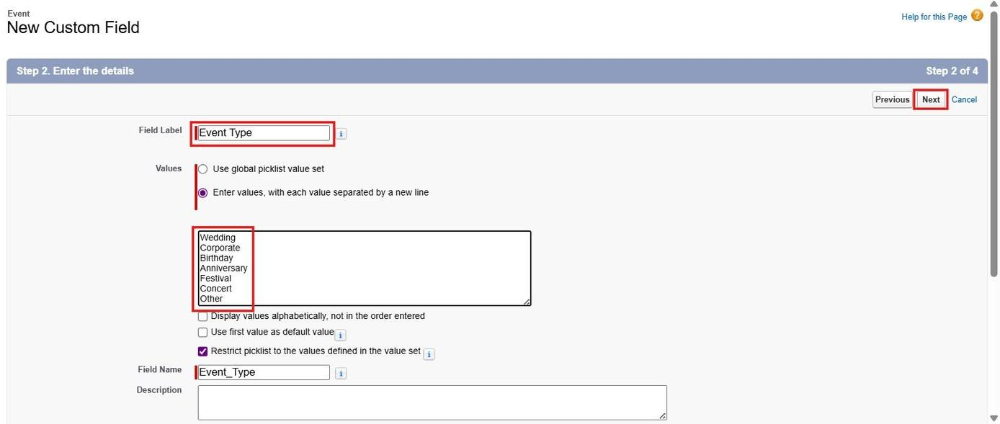 Event
New Custom Field
Help for this Page ?
Step 2. Enter the details
Step 2 of 4
Previous Next Cancel
Field Label Event Type i
Values Use global picklist value set
Enter values, with each value separated by a new line
Wedding
Corporate
Birthday
Anniversary
Festival
Concert
Other
Display values alphabetically, not in the order entered
Use first value as default value i
Restrict picklist to the values defined in the value set i
Field Name Event_Type i
Description